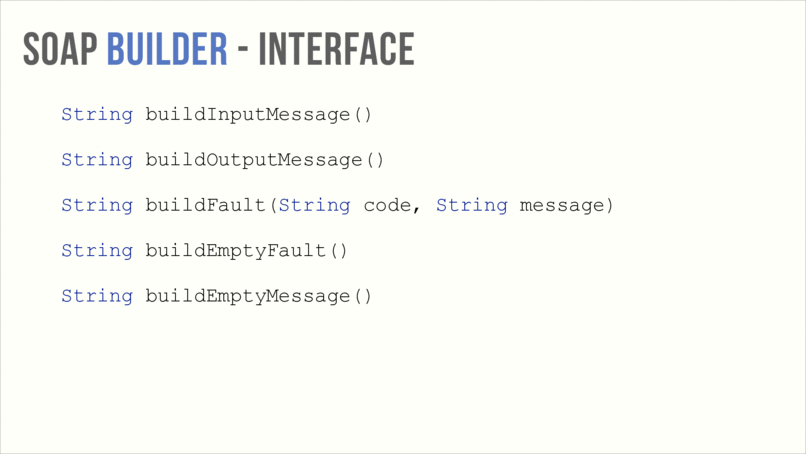 SOAP BUILDER - INTERFACE
String buildInputMessage()
String buildOutputMessage()
String buildFault(String code, String message)
String buildEmptyFault()
String buildEmptyMessage()